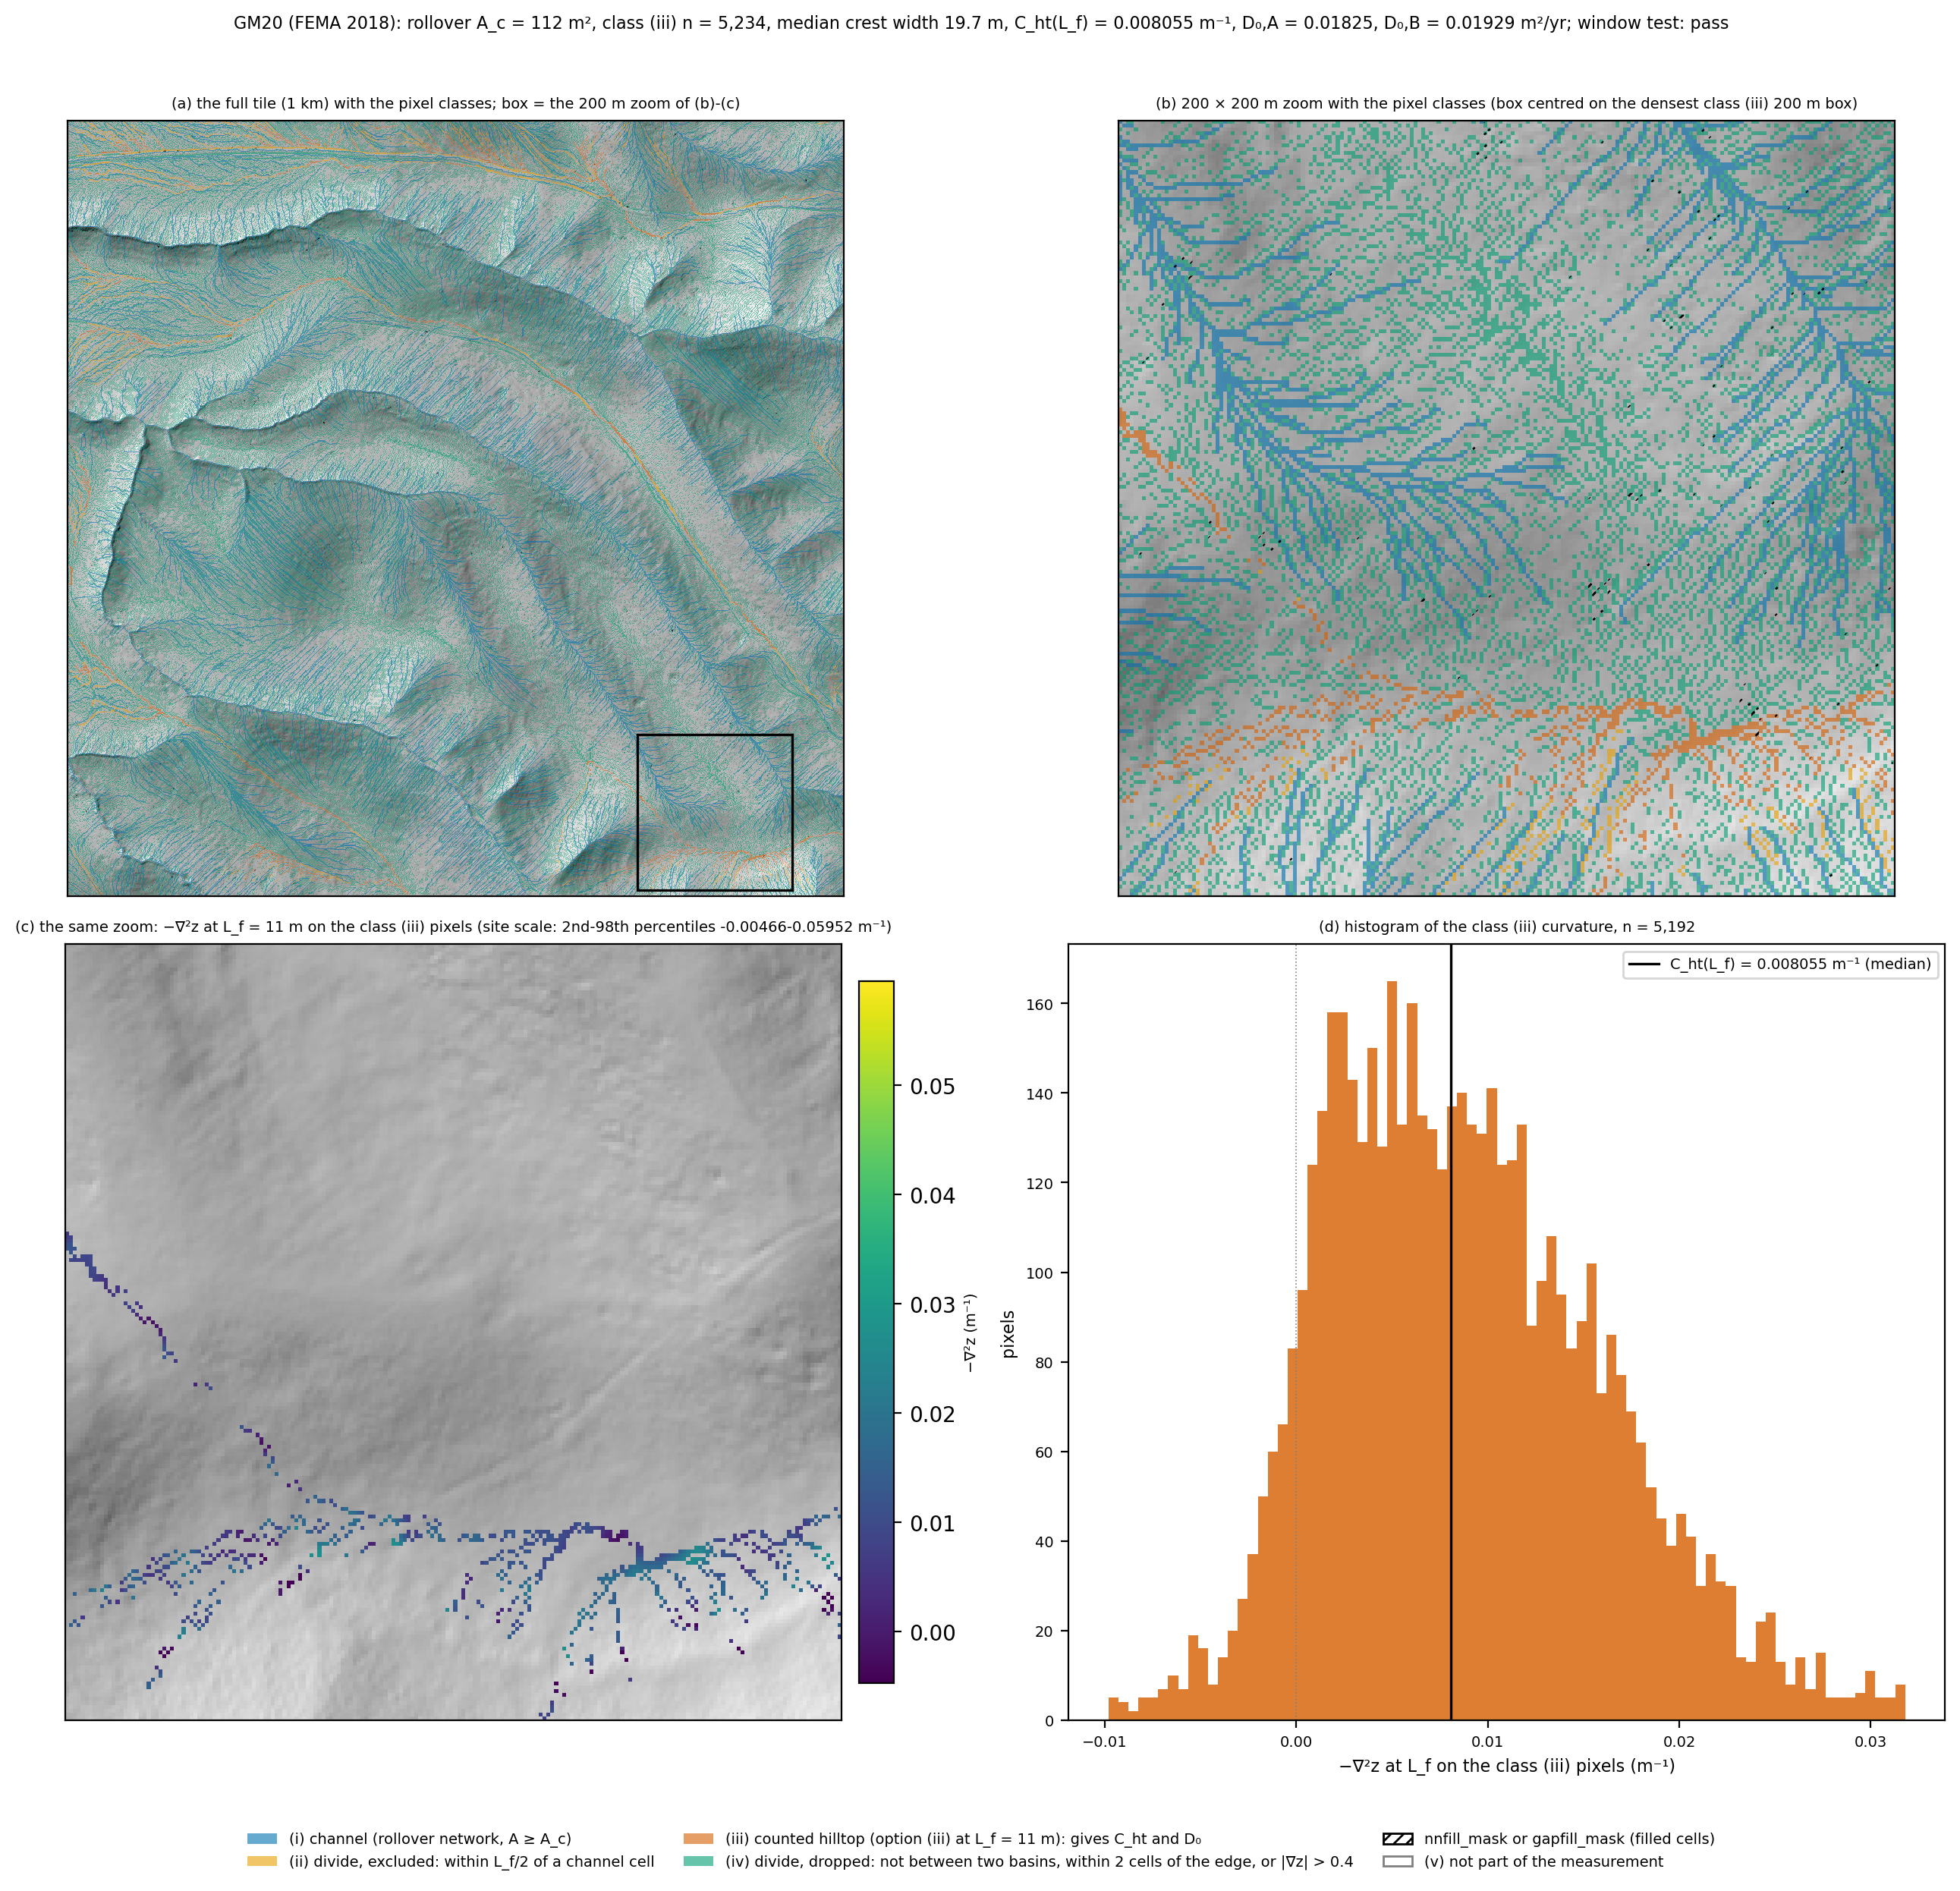 GM20 (FEMA 2018): rollover A_c = 112 m², class (iii) n = 5,234, median crest width 19.7 m, C_ht(L_f) = 0.008055 m⁻¹, D₀,A = 0.01825, D₀,B = 0.01929 m²/yr; window test: pass
(a) the full tile (1 km) with the pixel classes; box = the 200 m zoom of (b)-(c)
(b) 200 × 200 m zoom with the pixel classes (box centred on the densest class (iii) 200 m box)
(c) the same zoom: −∇²z at L_f = 11 m on the class (iii) pixels (site scale: 2nd-98th percentiles -0.00466-0.05952 m⁻¹)
0.05
0.04
0.03
0.02
0.01
0.00
−∇²z (m⁻¹)
(d) histogram of the class (iii) curvature, n = 5,192
C_ht(L_f) = 0.008055 m⁻¹ (median)
160
140
120
100
80
60
40
20
0
pixels
−0.01
0.00
0.01
0.02
0.03
−∇²z at L_f on the class (iii) pixels (m⁻¹)
(i) channel (rollover network, A ≥ A_c)
(ii) divide, excluded: within L_f/2 of a channel cell
(iii) counted hilltop (option (iii) at L_f = 11 m): gives C_ht and D₀
(iv) divide, dropped: not between two basins, within 2 cells of the edge, or |∇z| > 0.4
nnfill_mask or gapfill_mask (filled cells)
(v) not part of the measurement